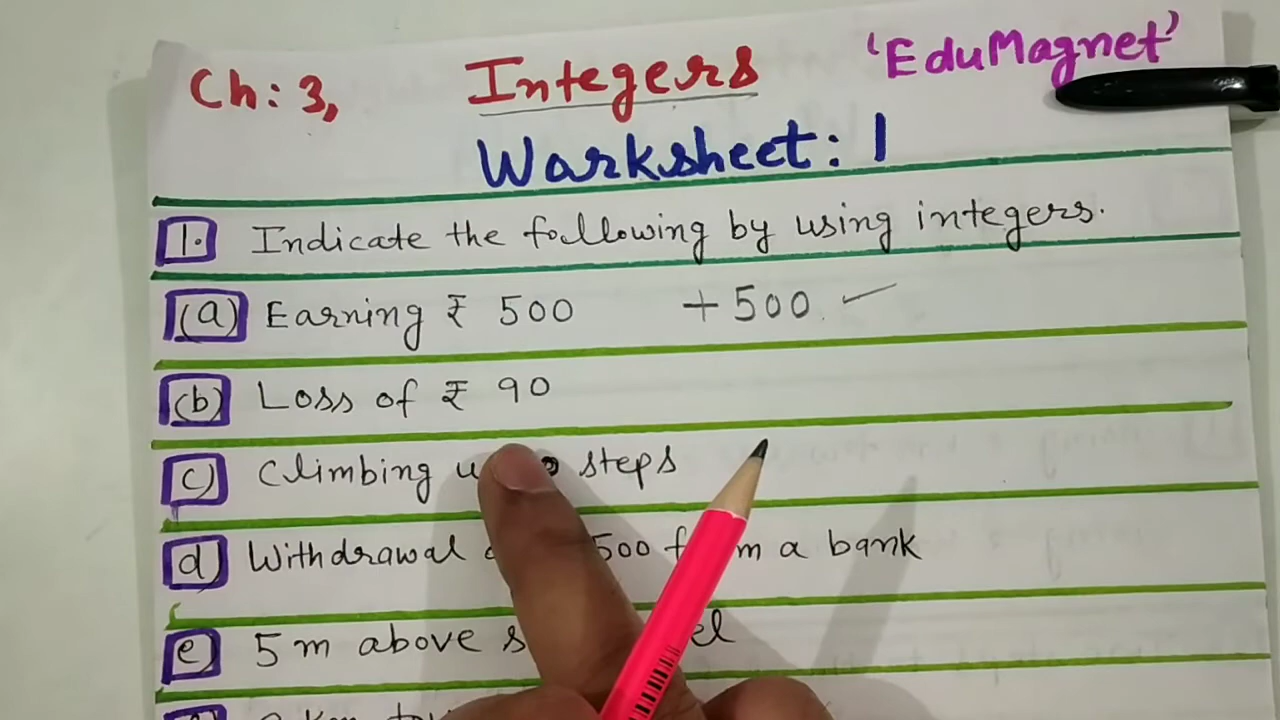 Ch: 3, Integers 'EduMagnet'
Warksheet: 1
1. Indicate the following by using integers.
(a) Earning ₹ 500 +500
(b) Loss of ₹ 90
(c) Climbing steps
(d) Withdrawal a bank
(e) 5 m above